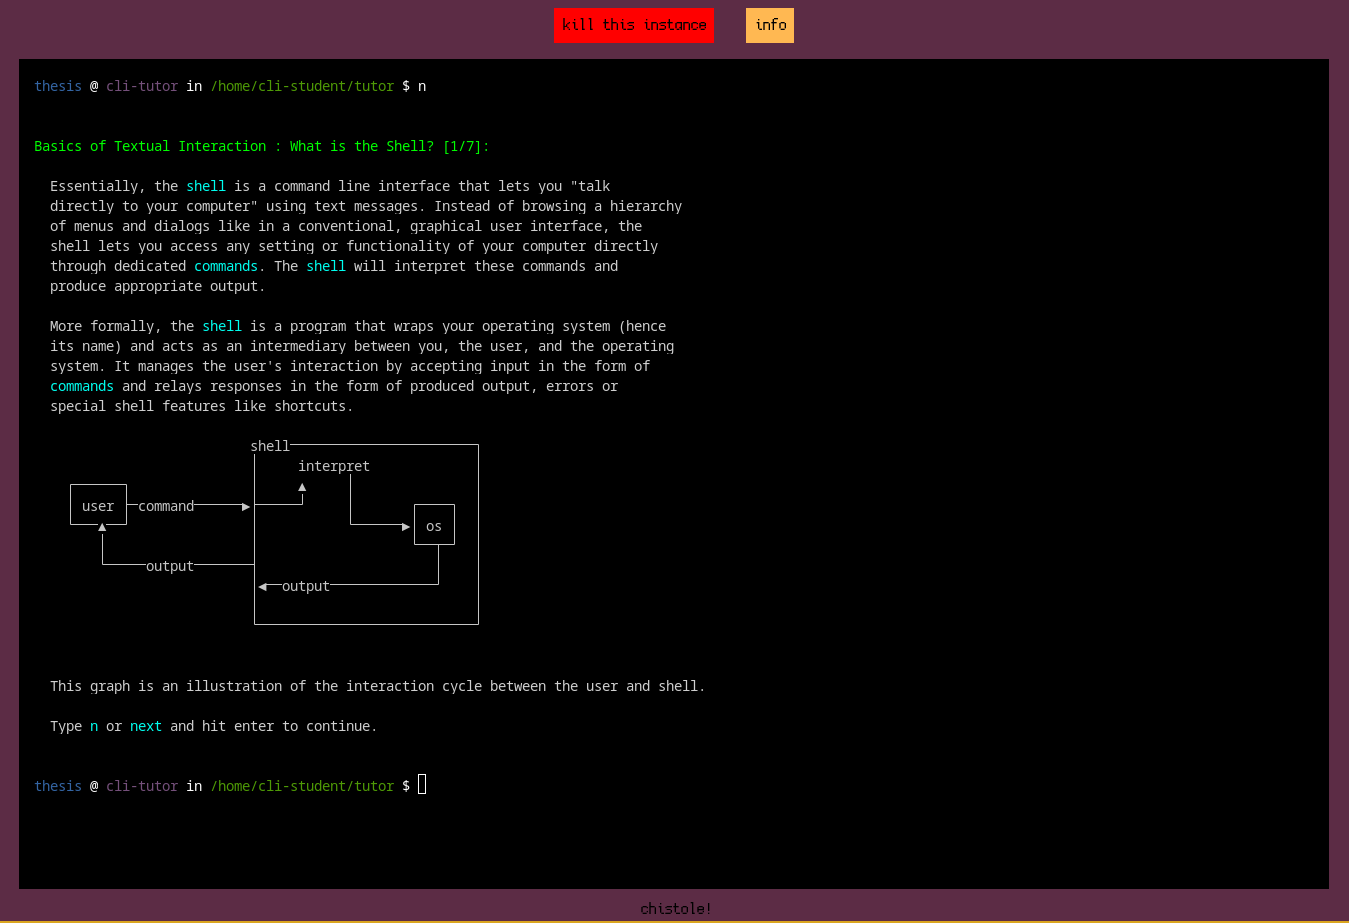 kill this instance info
thesis @ cli-tutor in /home/cli-student/tutor $ n
Basics of Textual Interaction : What is the Shell? [1/7]:
Essentially, the shell is a command line interface that lets you "talk
directly to your computer" using text messages. Instead of browsing a hierarchy
of menus and dialogs like in a conventional, graphical user interface, the
shell lets you access any setting or functionality of your computer directly
through dedicated commands. The shell will interpret these commands and
produce appropriate output.
More formally, the shell is a program that wraps your operating system (hence
its name) and acts as an intermediary between you, the user, and the operating
system. It manages the user's interaction by accepting input in the form of
commands and relays responses in the form of produced output, errors or
special shell features like shortcuts.
shell
interpret
user command
os
output
output
This graph is an illustration of the interaction cycle between the user and shell.
Type n or next and hit enter to continue.
thesis @ cli-tutor in /home/cli-student/tutor $
chistole!